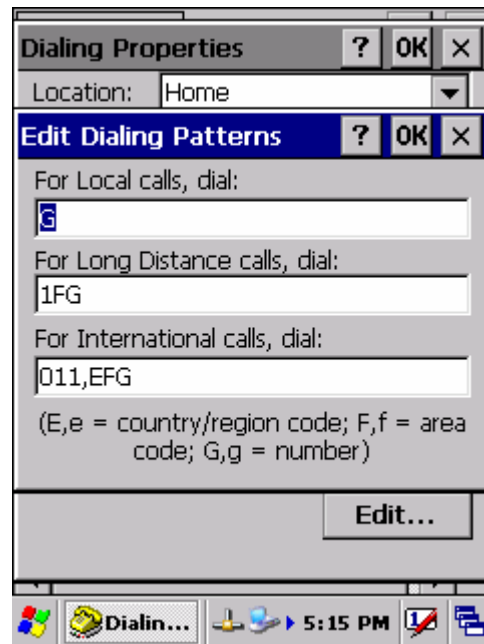 Dialing Properties ? OK ×
Location: Home
Edit Dialing Patterns ? OK ×
For Local calls, dial:
G
For Long Distance calls, dial:
1FG
For International calls, dial:
011,EFG
(E,e = country/region code; F,f = area
code; G,g = number)
Edit...
Dialin... 5:15 PM